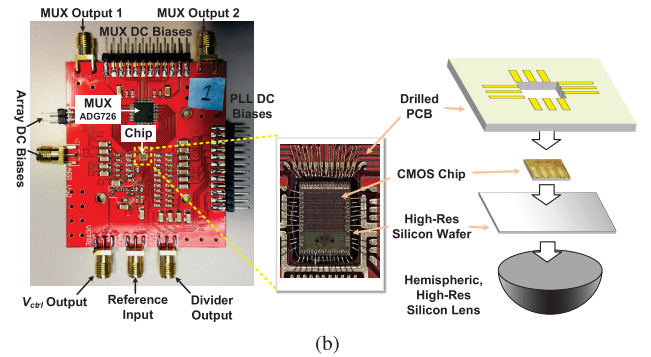 MUX Output 1
MUX Output 2
MUX DC Biases
Array DC
Biases
MUX
ADG726
Chip
1
PLL DC
Biases
Vctrl Output
Reference
Input
Divider
Output
Drilled
PCB
CMOS Chip
High-Res
Silicon Wafer
Hemispheric,
High-Res
Silicon Lens
(b)